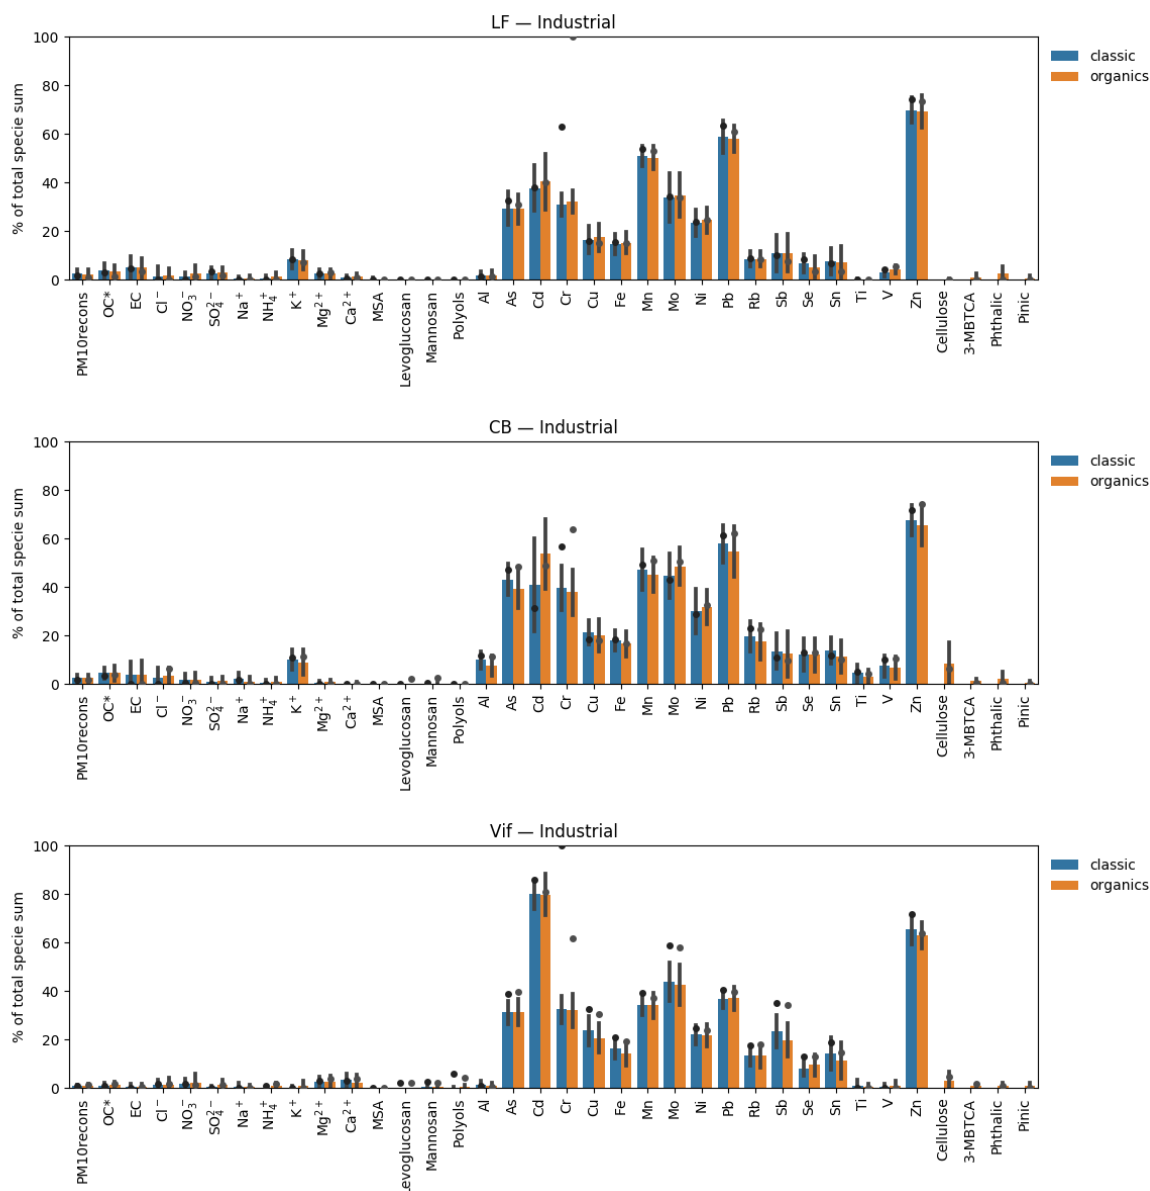 LF — Industrial
% of total specie sum
100
80
60
40
20
0
classic
organics
PM10recons
OC*
EC
Cl⁻
NO₃⁻
SO₄²⁻
Na⁺
NH₄⁺
K⁺
Mg²⁺
Ca²⁺
MSA
Levoglucosan
Mannosan
Polyols
Al
As
Cd
Cr
Cu
Fe
Mn
Mo
Ni
Pb
Rb
Sb
Se
Sn
Ti
V
Zn
Cellulose
3-MBTCA
Phthalic
Pinic
CB — Industrial
% of total specie sum
100
80
60
40
20
0
classic
organics
PM10recons
OC*
EC
Cl⁻
NO₃⁻
SO₄²⁻
Na⁺
NH₄⁺
K⁺
Mg²⁺
Ca²⁺
MSA
Levoglucosan
Mannosan
Polyols
Al
As
Cd
Cr
Cu
Fe
Mn
Mo
Ni
Pb
Rb
Sb
Se
Sn
Ti
V
Zn
Cellulose
3-MBTCA
Phthalic
Pinic
Vif — Industrial
% of total specie sum
100
80
60
40
20
0
classic
organics
PM10recons
OC*
EC
Cl⁻
NO₃⁻
SO₄²⁻
Na⁺
NH₄⁺
K⁺
Mg²⁺
Ca²⁺
MSA
Levoglucosan
Mannosan
Polyols
Al
As
Cd
Cr
Cu
Fe
Mn
Mo
Ni
Pb
Rb
Sb
Se
Sn
Ti
V
Zn
Cellulose
3-MBTCA
Phthalic
Pinic